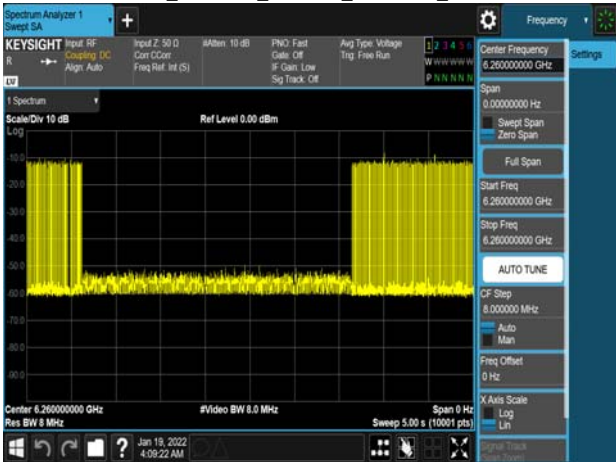 Spectrum Analyzer 1
Swept SA
Frequency
KEYSIGHT
R
Input: RF
Coupling: DC
Align: Auto
Input Z: 50 Ω
Corr CCorr
Freq Ref: Int (S)
#Atten: 10 dB
PNO: Fast
Gate: Off
IF Gain: Low
Sig Track: Off
Avg Type: Voltage
Trig: Free Run
1 2 3 4 5 6
W W W W W W
P N N N N N
1 Spectrum
Scale/Div 10 dB
Ref Level 0.00 dBm
Log
-10.0
-20.0
-30.0
-40.0
-50.0
-60.0
-70.0
-80.0
-90.0
Center 6.260000000 GHz
#Video BW 8.0 MHz
Span 0 Hz
Res BW 8 MHz
Sweep 5.00 s (10001 pts)
Jan 19, 2022
4:09:22 AM
Center Frequency
6.260000000 GHz
Settings
Span
0.00000000 Hz
Swept Span
Zero Span
Full Span
Start Freq
6.260000000 GHz
Stop Freq
6.260000000 GHz
AUTO TUNE
CF Step
8.000000 MHz
Auto
Man
Freq Offset
0 Hz
X Axis Scale
Log
Lin
Signal Track
(Span Zoom)